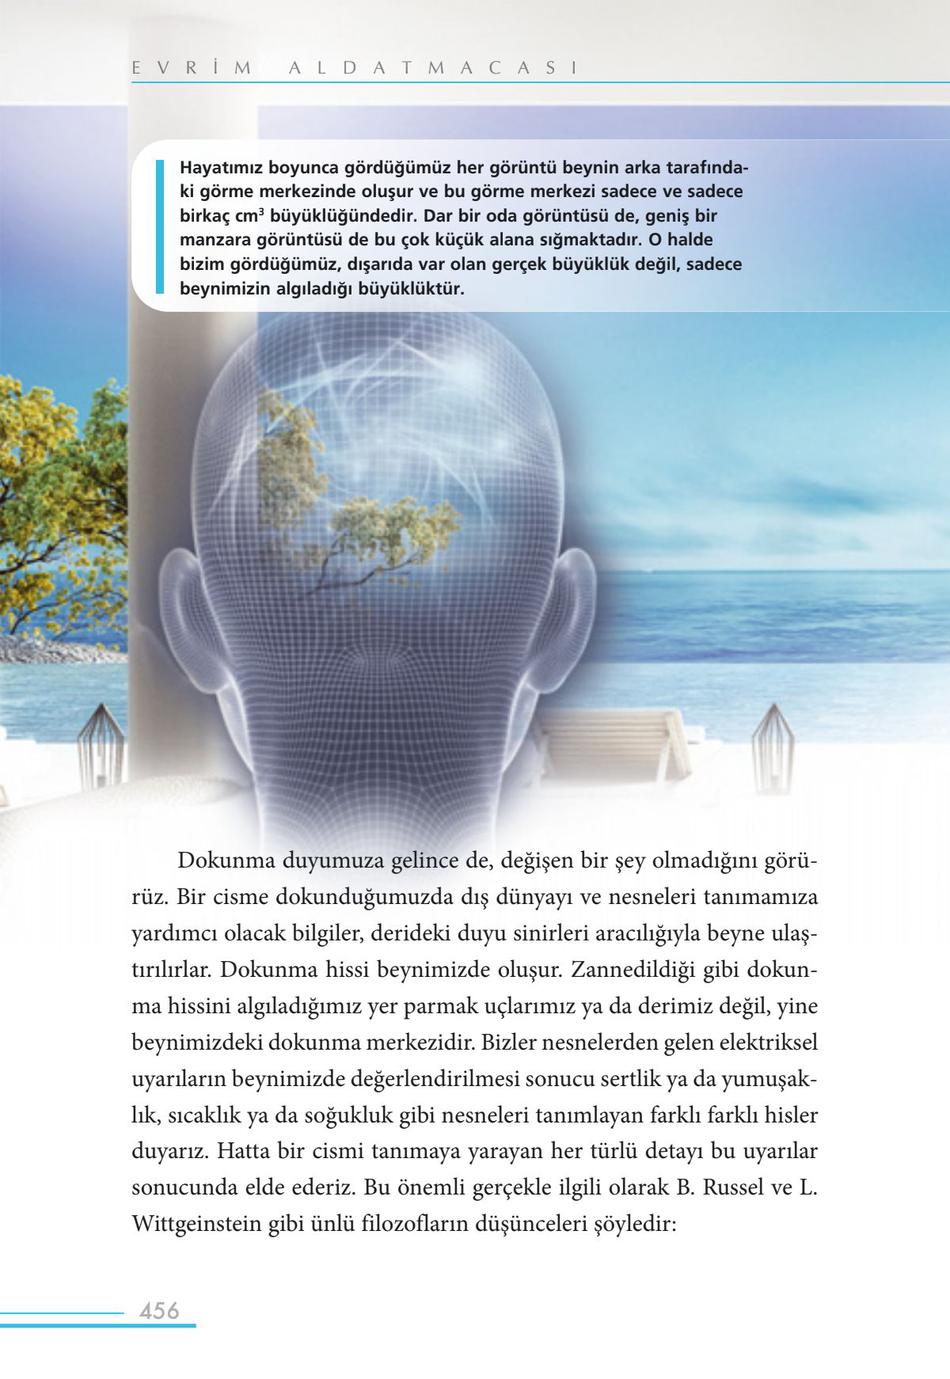 EVRİM ALDATMACASI
Hayatımız boyunca gördüğümüz her görüntü beynin arka tarafında-
ki görme merkezinde oluşur ve bu görme merkezi sadece ve sadece
birkaç cm³ büyüklüğündedir. Dar bir oda görüntüsü de, geniş bir
manzara görüntüsü de bu çok küçük alana sığmaktadır. O halde
bizim gördüğümüz, dışarıda var olan gerçek büyüklük değil, sadece
beynimizin algıladığı büyüklüktür.
Dokunma duyumuza gelince de, değişen bir şey olmadığını görü-
rüz. Bir cisme dokunduğumuzda dış dünyayı ve nesneleri tanımamıza
yardımcı olacak bilgiler, derideki duyu sinirleri aracılığıyla beyne ulaş-
tırılırlar. Dokunma hissi beynimizde oluşur. Zannedildiği gibi dokun-
ma hissini algıladığımız yer parmak uçlarımız ya da derimiz değil, yine
beynimizdeki dokunma merkezidir. Bizler nesnelerden gelen elektriksel
uyarıların beynimizde değerlendirilmesi sonucu sertlik ya da yumuşak-
lık, sıcaklık ya da soğukluk gibi nesneleri tanımlayan farklı farklı hisler
duyarız. Hatta bir cismi tanımaya yarayan her türlü detayı bu uyarılar
sonucunda elde ederiz. Bu önemli gerçekle ilgili olarak B. Russel ve L.
Wittgeinstein gibi ünlü filozofların düşünceleri şöyledir:
456